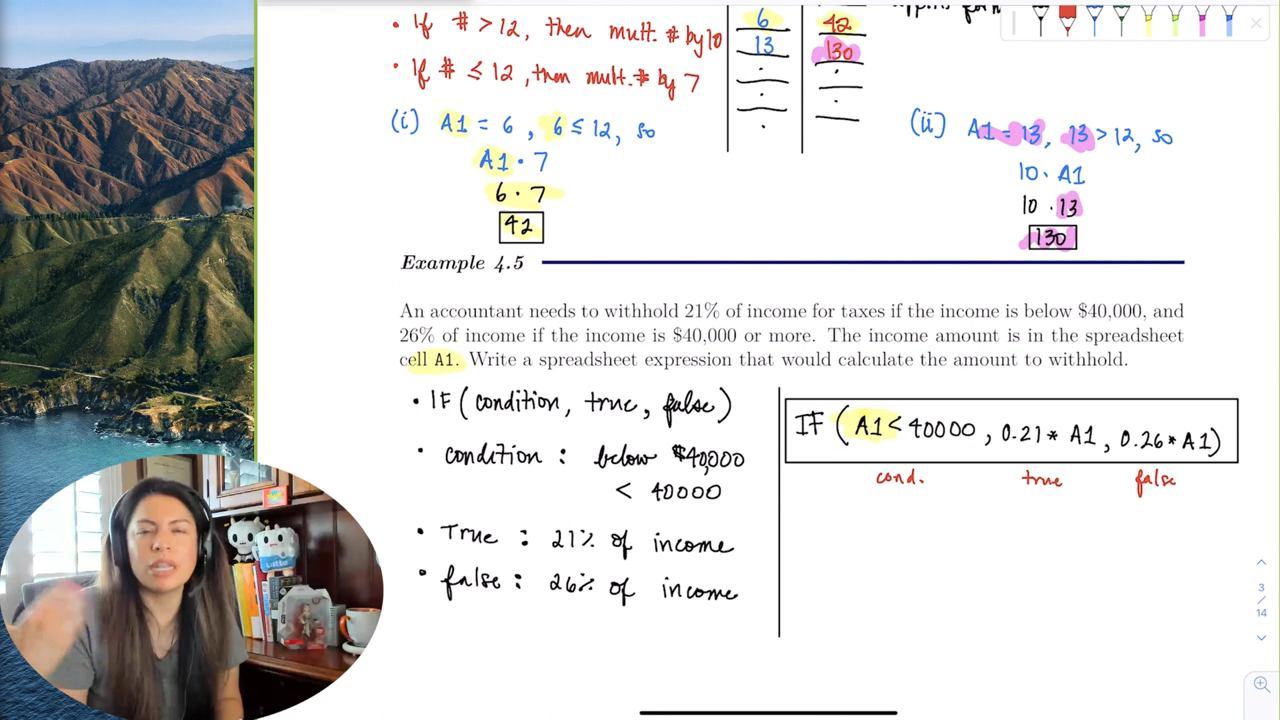 • If # > 12, then mult. # by 10
• If # ≤ 12, then mult. # by 7
6 42
13 130
(i) A1 = 6, 6 ≤ 12, so
A1 · 7
6 · 7
42
(ii) A1 = 13, 13 > 12, so
10 · A1
10 · 13
130
Example 4.5
An accountant needs to withhold 21% of income for taxes if the income is below $40,000, and
26% of income if the income is $40,000 or more. The income amount is in the spreadsheet
cell A1. Write a spreadsheet expression that would calculate the amount to withhold.
• IF (condition, true, false)
• condition : below $40,000
< 40000
• True : 21% of income
• false : 26% of income
IF (A1 < 40000, 0.21* A1, 0.26* A1)
cond. true false
3
/
14